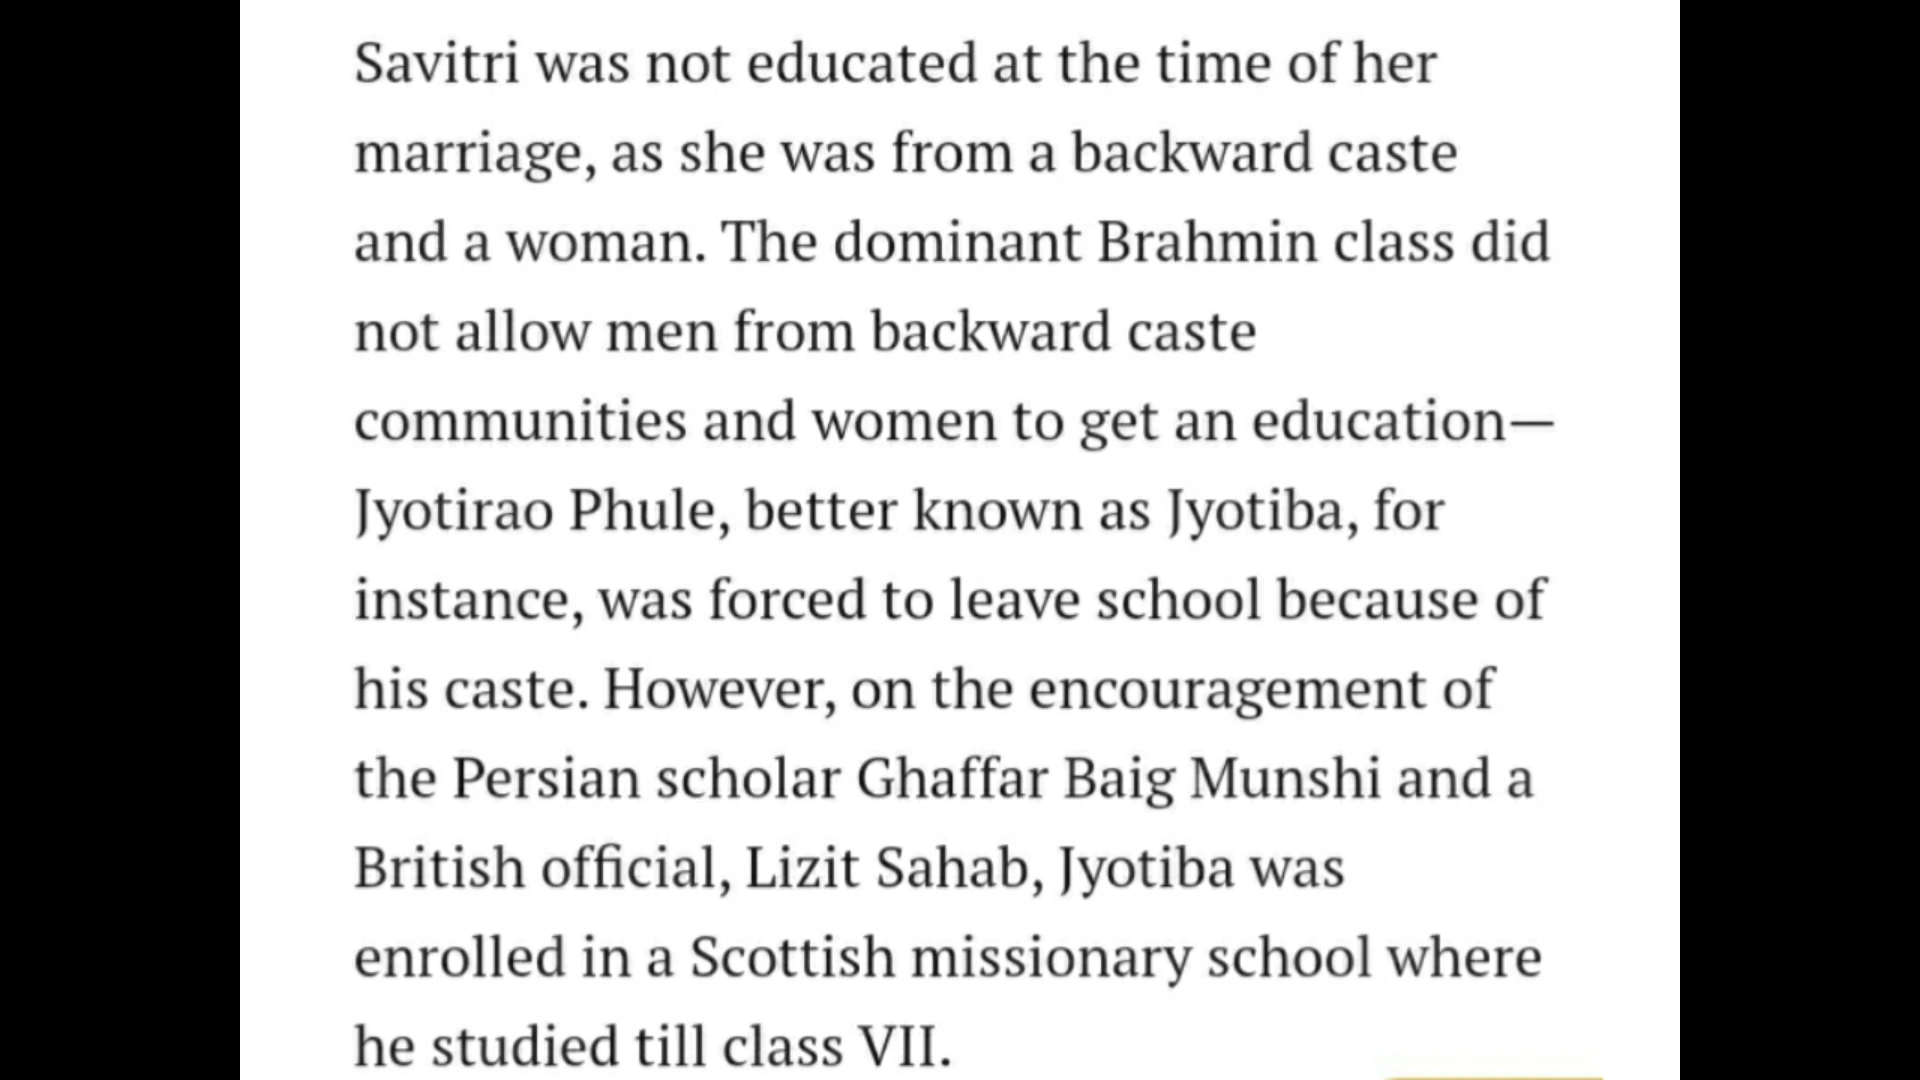 Savitri was not educated at the time of her
marriage, as she was from a backward caste
and a woman. The dominant Brahmin class did
not allow men from backward caste
communities and women to get an education—
Jyotirao Phule, better known as Jyotiba, for
instance, was forced to leave school because of
his caste. However, on the encouragement of
the Persian scholar Ghaffar Baig Munshi and a
British official, Lizit Sahab, Jyotiba was
enrolled in a Scottish missionary school where
he studied till class VII.